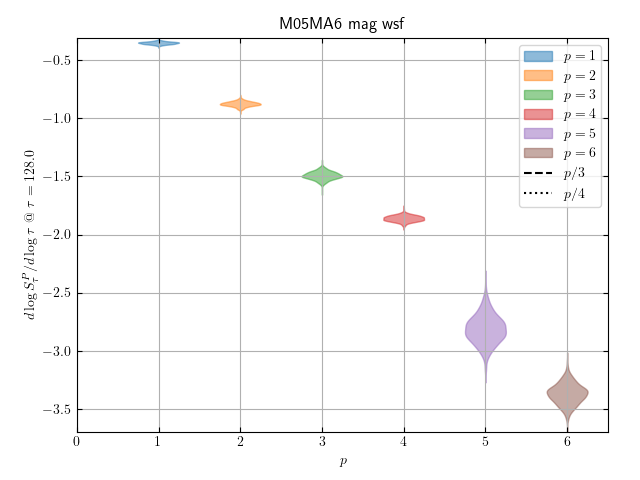 M05MA6 mag wsf
d log S_τ^P / d log τ @ τ = 128.0
−0.5
−1.0
−1.5
−2.0
−2.5
−3.0
−3.5
0 1 2 3 4 5 6
p
p = 1
p = 2
p = 3
p = 4
p = 5
p = 6
p/3
p/4